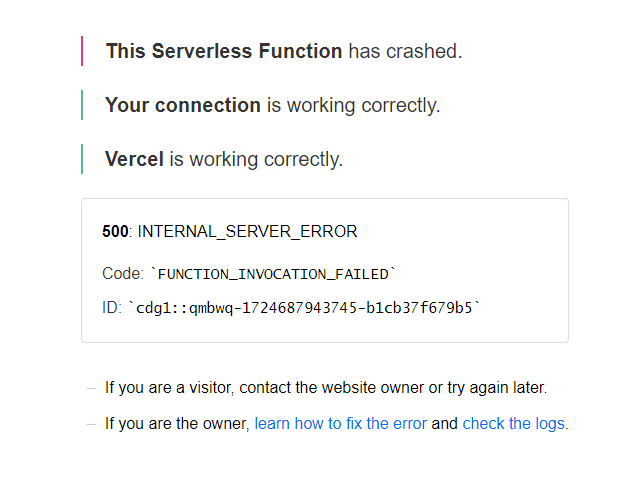 This Serverless Function has crashed.
Your connection is working correctly.
Vercel is working correctly.
500: INTERNAL_SERVER_ERROR
Code: `FUNCTION_INVOCATION_FAILED`
ID: `cdg1::qmbwq-1724687943745-b1cb37f679b5`
– If you are a visitor, contact the website owner or try again later.
– If you are the owner, learn how to fix the error and check the logs.